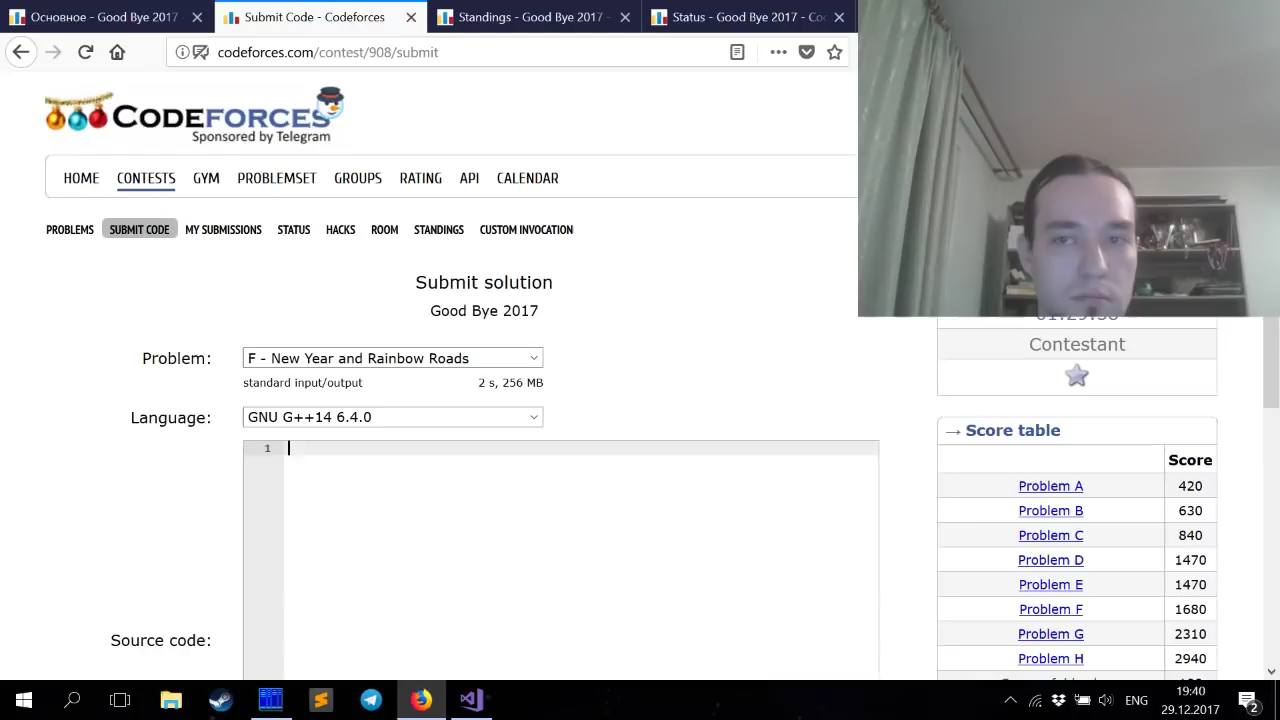 Основное - Good Bye 2017
Submit Code - Codeforces
Standings - Good Bye 2017 -
Status - Good Bye 2017 - Co
codeforces.com/contest/908/submit
CODEFORCES
Sponsored by Telegram
HOME CONTESTS GYM PROBLEMSET GROUPS RATING API CALENDAR
PROBLEMS SUBMIT CODE MY SUBMISSIONS STATUS HACKS ROOM STANDINGS CUSTOM INVOCATION
Submit solution
Good Bye 2017
Problem: F - New Year and Rainbow Roads
standard input/output 2 s, 256 MB
Language: GNU G++14 6.4.0
1
Source code:
Contestant
→ Score table
Score
Problem A 420
Problem B 630
Problem C 840
Problem D 1470
Problem E 1470
Problem F 1680
Problem G 2310
Problem H 2940
ENG
19:40
29.12.2017
2